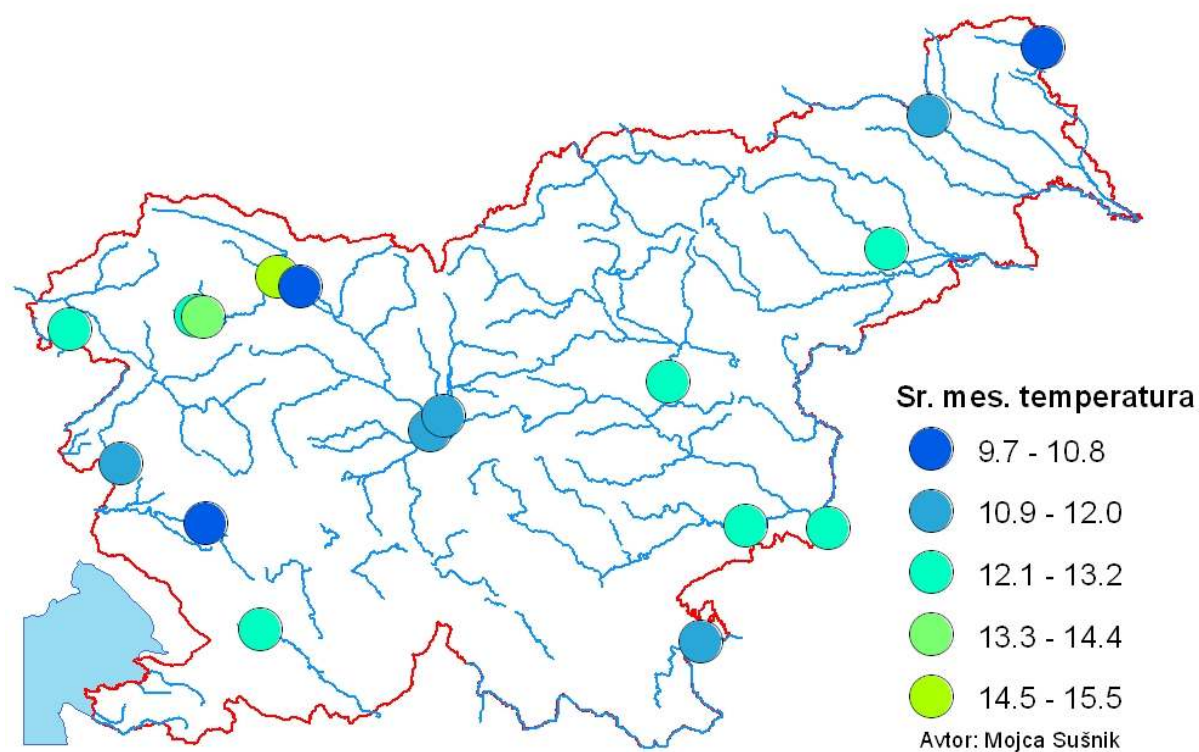 Sr. mes. temperatura
9.7 - 10.8
10.9 - 12.0
12.1 - 13.2
13.3 - 14.4
14.5 - 15.5
Avtor: Mojca Sušnik